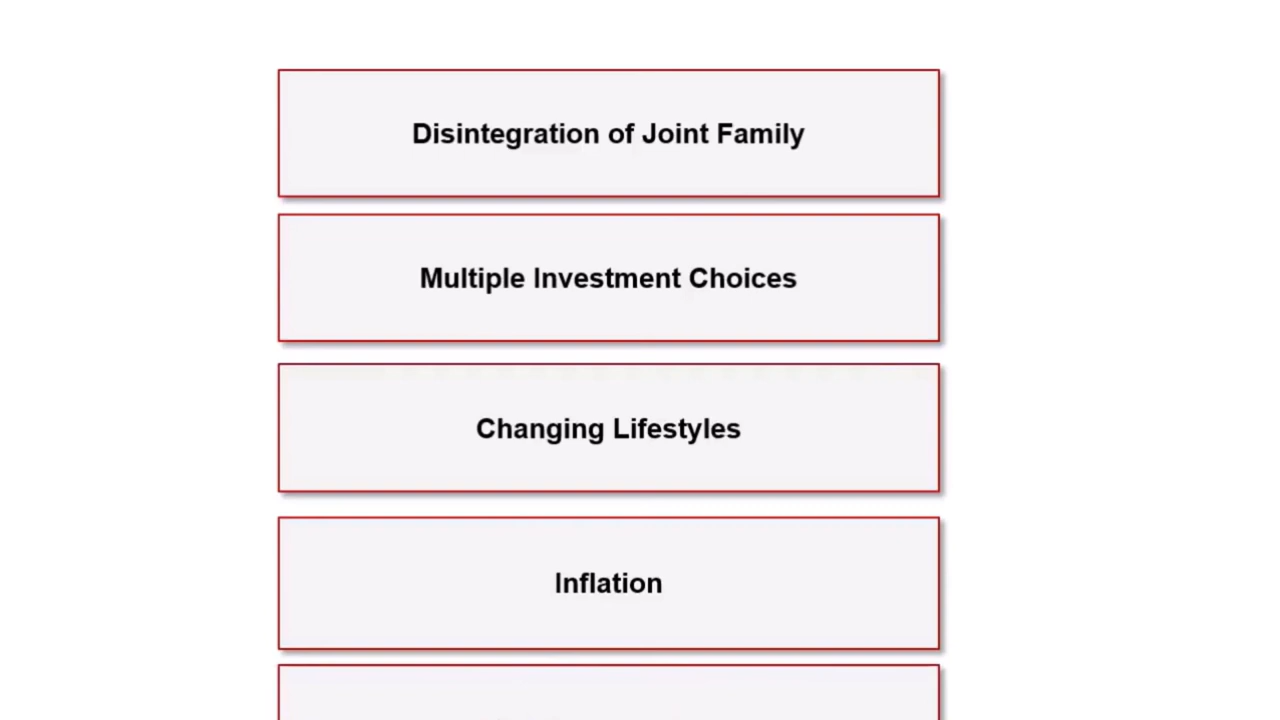 Disintegration of Joint Family
Multiple Investment Choices
Changing Lifestyles
Inflation